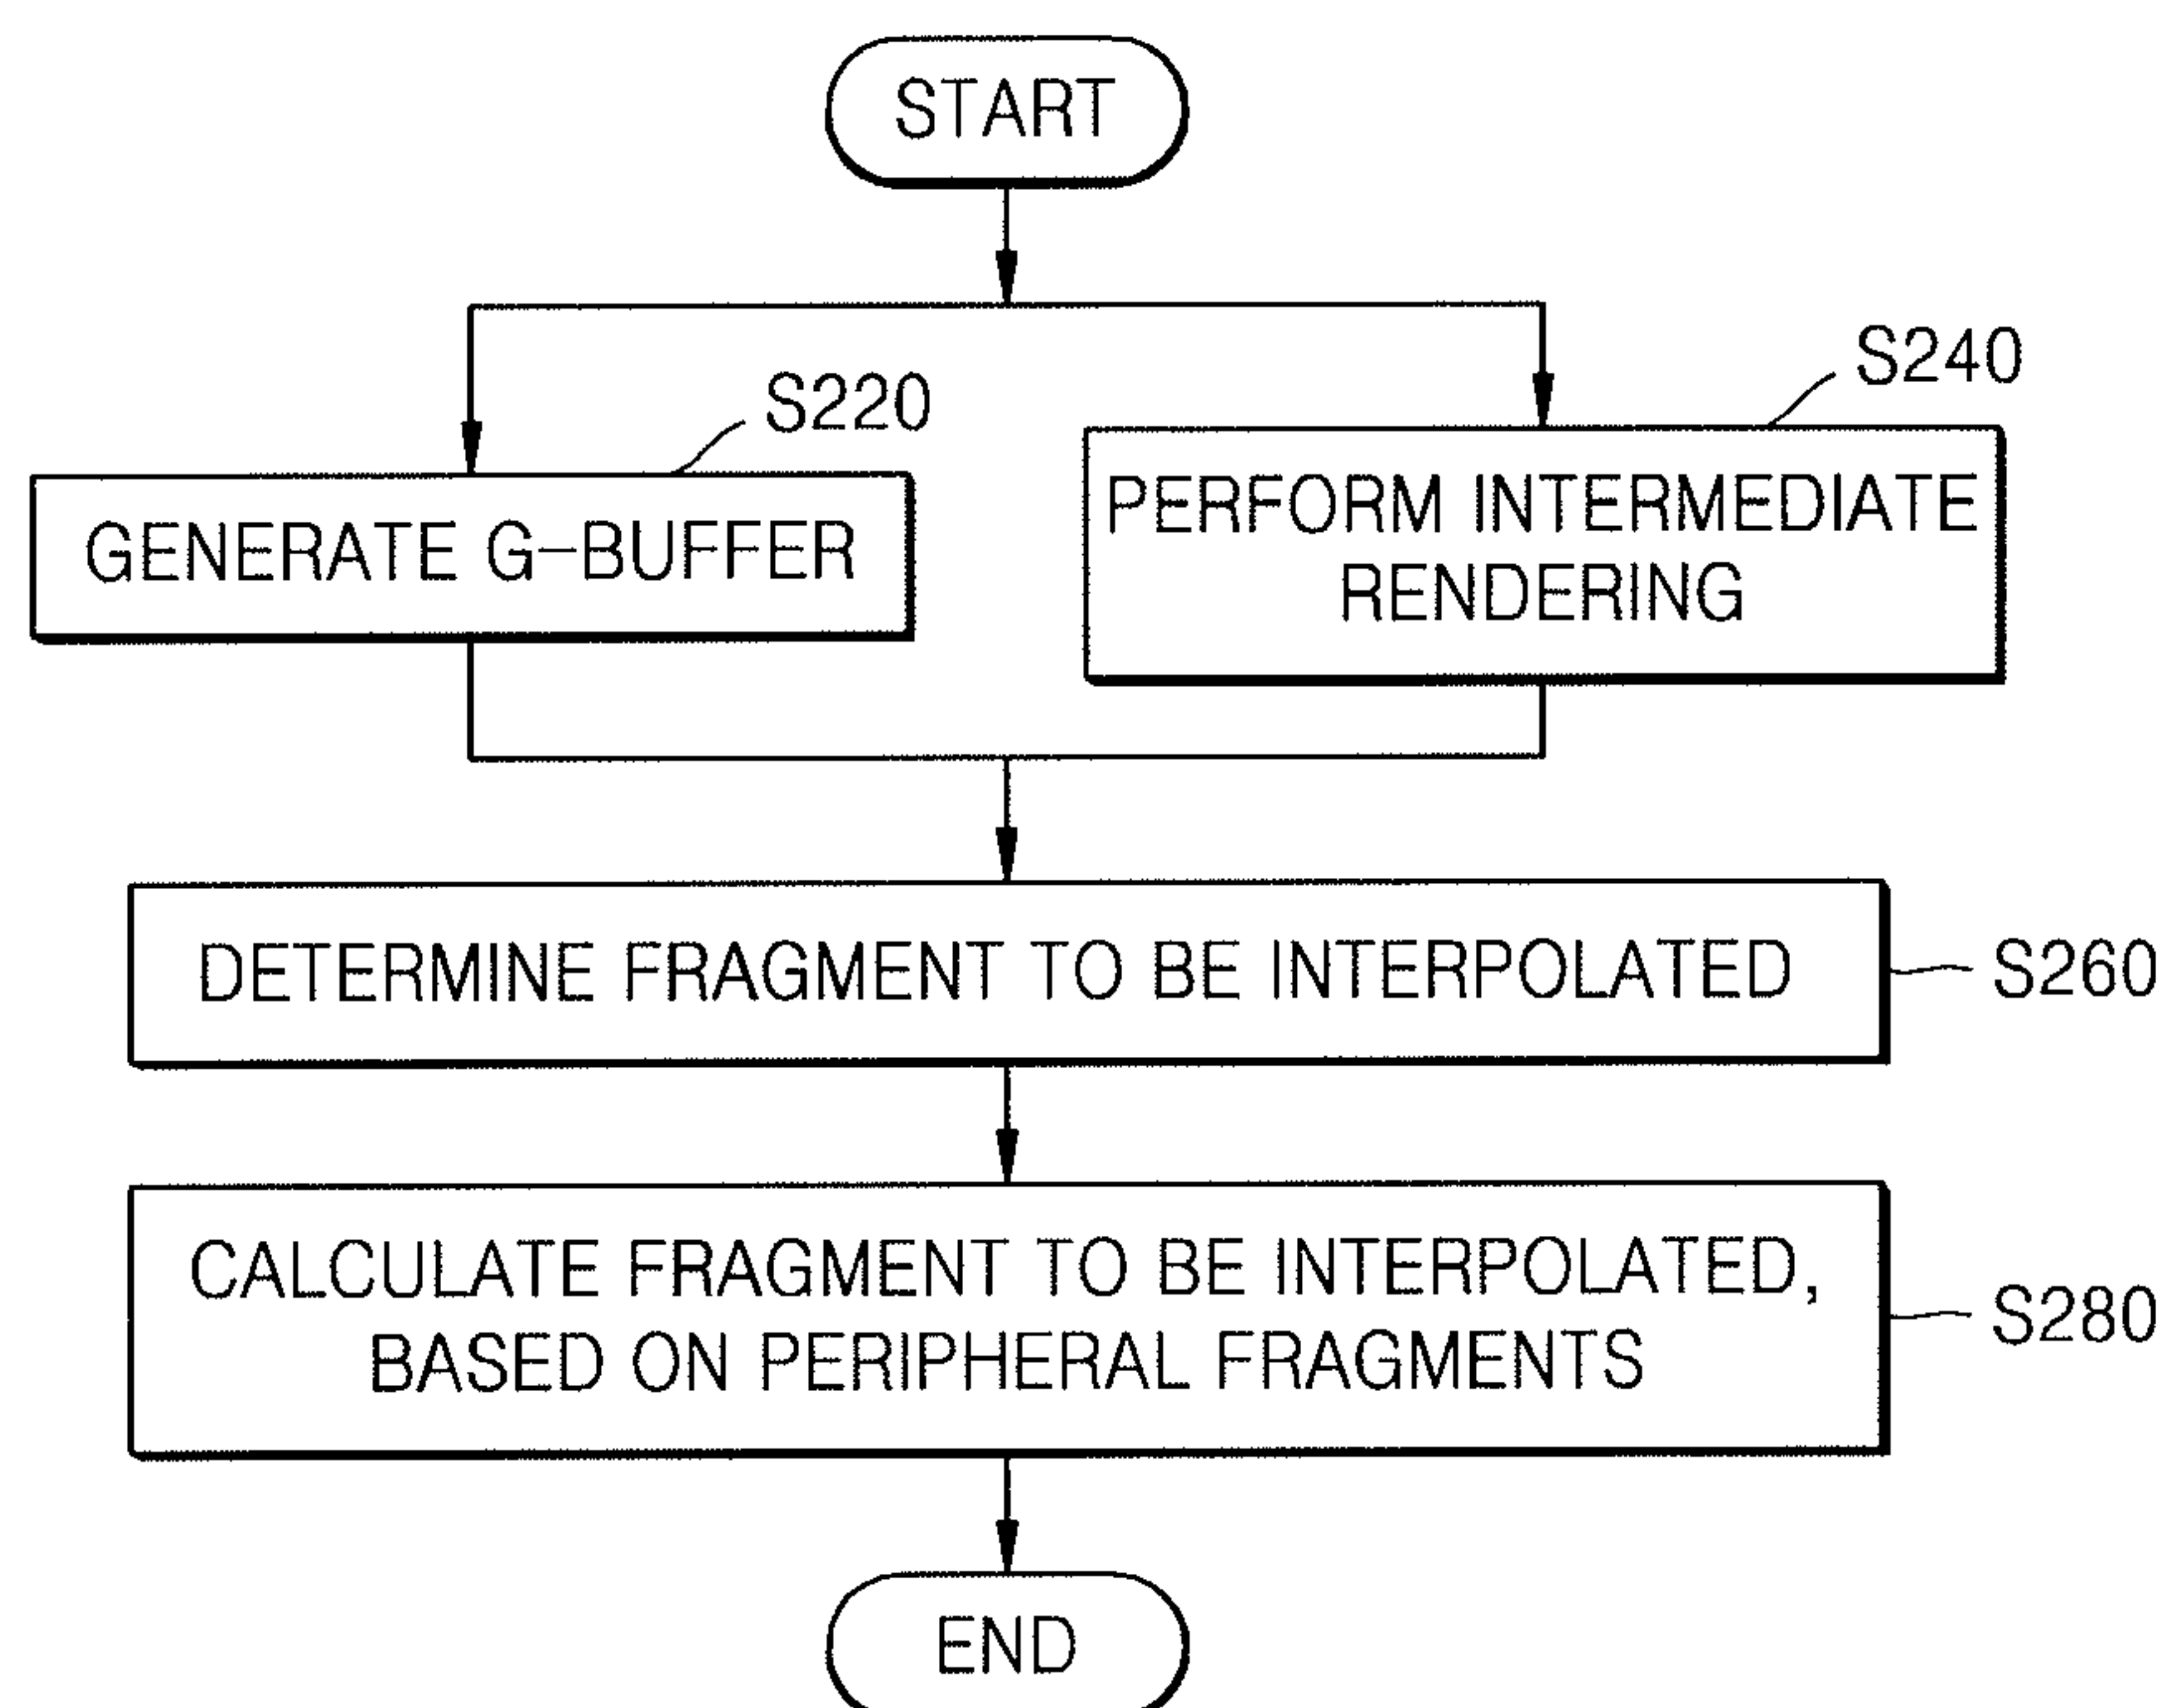 START
S240
S220
PERFORM INTERMEDIATE
RENDERING
GENERATE G-BUFFER
DETERMINE FRAGMENT TO BE INTERPOLATED
S260
CALCULATE FRAGMENT TO BE INTERPOLATED,
BASED ON PERIPHERAL FRAGMENTS
S280
END